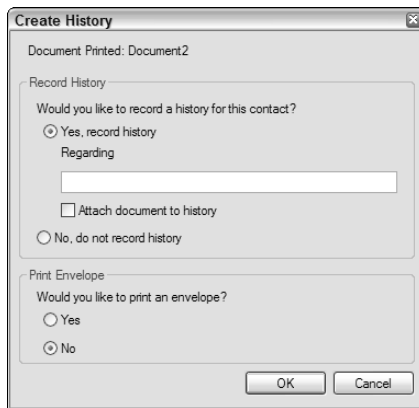 Create History
Document Printed: Document2
Record History
Would you like to record a history for this contact?
Yes, record history
Regarding
Attach document to history
No, do not record history
Print Envelope
Would you like to print an envelope?
Yes
No
OK Cancel